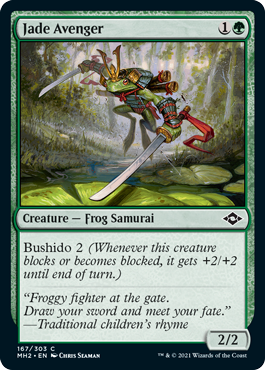 Jade Avenger 1
Creature — Frog Samurai
Bushido 2 (Whenever this creature
blocks or becomes blocked, it gets +2/+2
until end of turn.)
“Froggy fighter at the gate.
Draw your sword and meet your fate.”
—Traditional children’s rhyme
2/2
167/303 C
MH2 • EN Chris Seaman
™ & © 2021 Wizards of the Coast